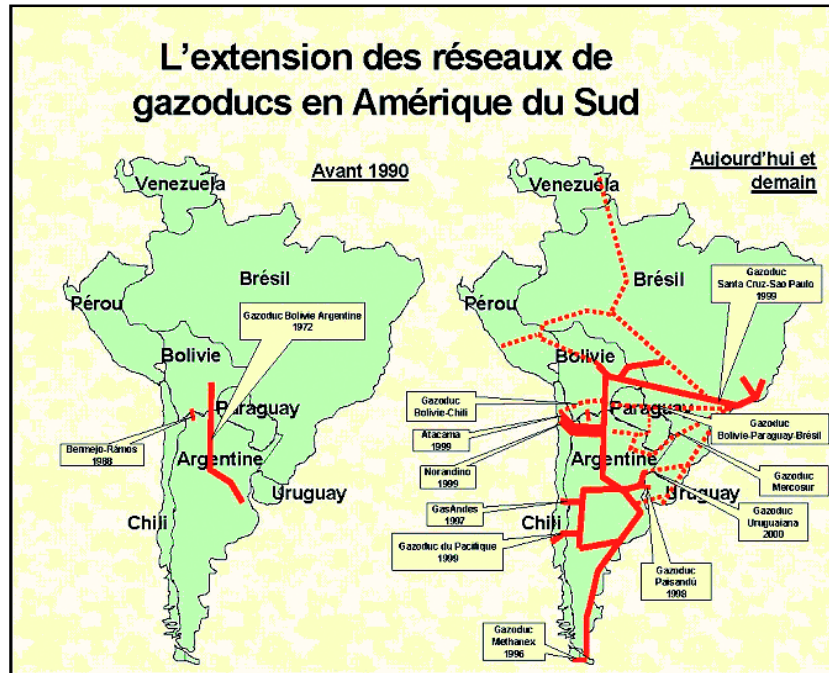 L'extension des réseaux de
gazoducs en Amérique du Sud
Avant 1990
Venezuela
Brésil
Pérou
Gazoduc Bolivie Argentine
1972
Bolivie
Paraguay
Bermejo-Ramos
1988
Argentine
Uruguay
Chili
Aujourd'hui et
demain
Venezuela
Brésil
Gazoduc
Santa Cruz-Sao Paulo
1999
Pérou
Bolivie
Gazoduc
Bolivie-Chili
Paraguay
Gazoduc
Bolivie-Paraguay-Brésil
Atacama
1999
Norandino
1999
Argentine
Gazoduc
Mercosur
Uruguay
GasAndes
1997
Chili
Gazoduc
Uruguaiana
2000
Gazoduc du Pacifique
1999
Gazoduc
Paisandú
1998
Gazoduc
Methanex
1996